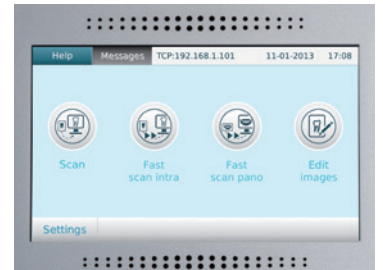 Help Messages TCP:192.168.1.101 11-01-2013 17:08
Scan Fast Fast Edit
scan intra scan pano images
Settings